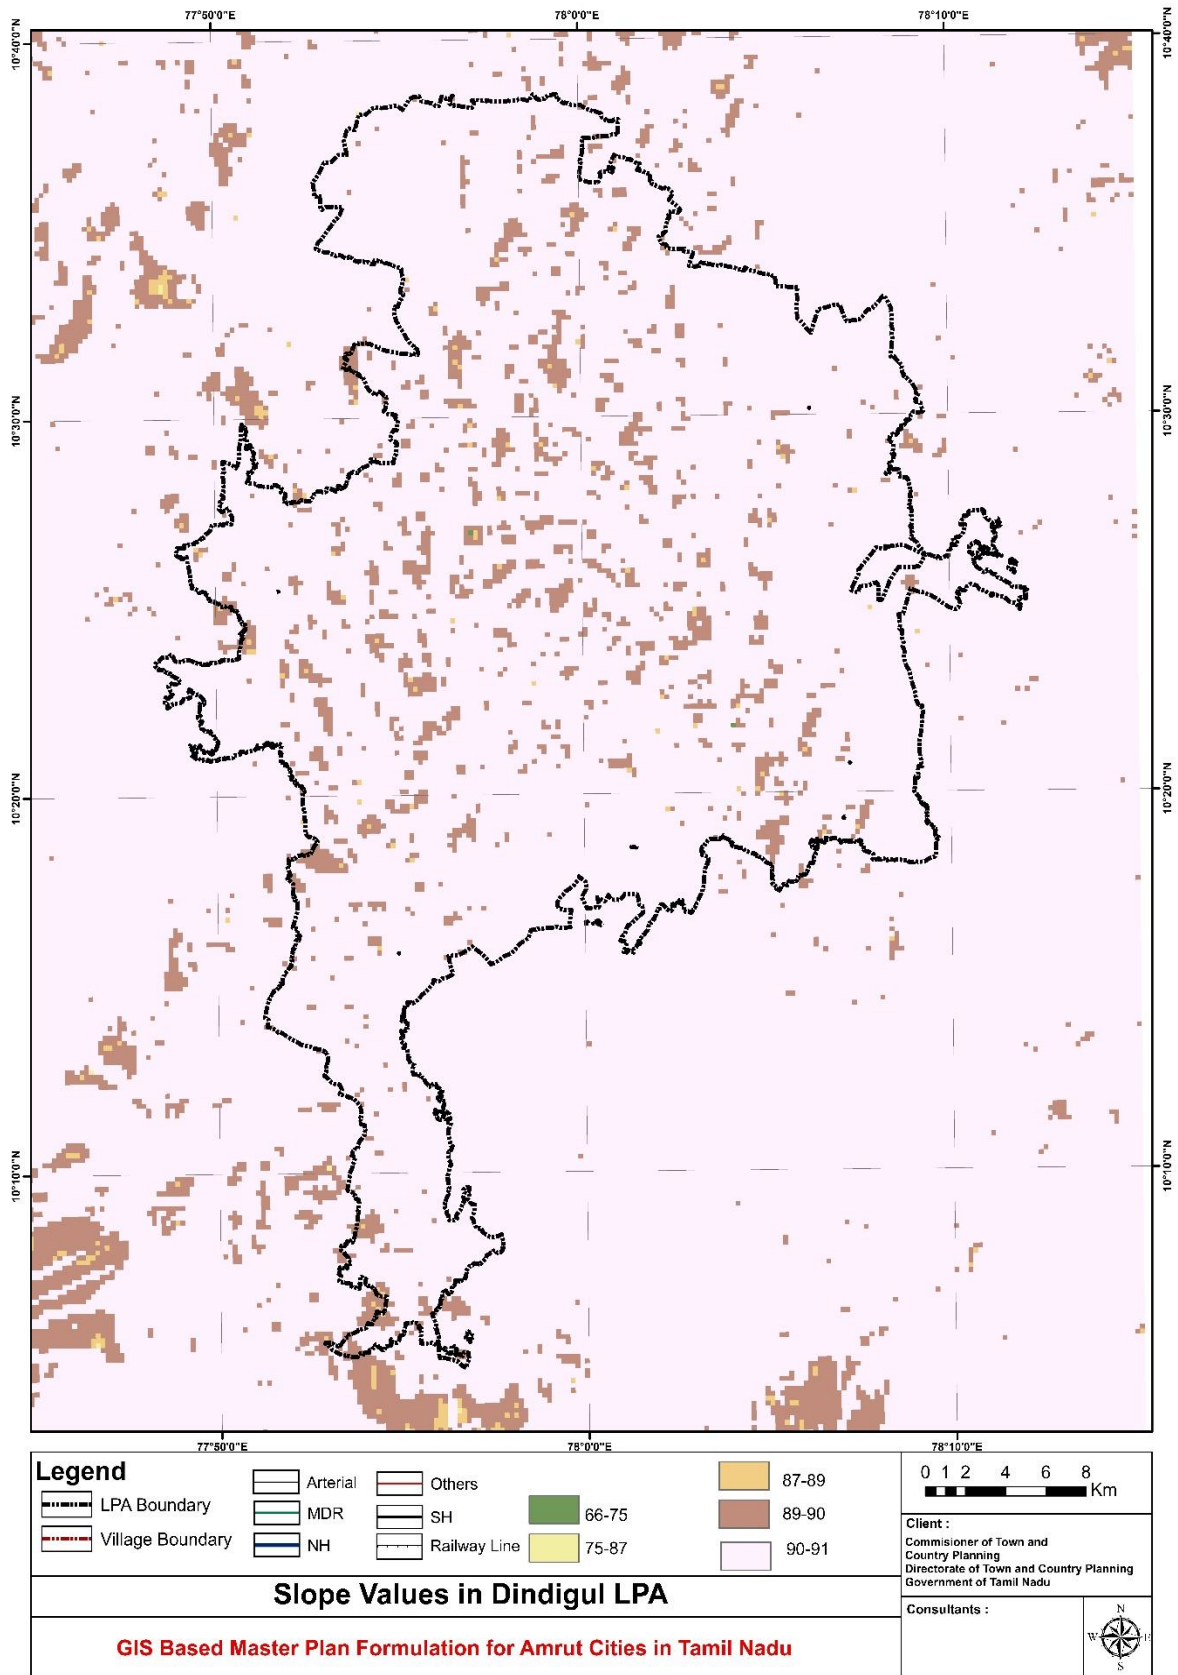 77°50'0"E 78°0'0"E 78°10'0"E
10°40'0"N 10°40'0"N
10°30'0"N 10°30'0"N
10°20'0"N 10°20'0"N
10°10'0"N 10°10'0"N
77°50'0"E 78°0'0"E 78°10'0"E
Legend
LPA Boundary
Village Boundary
Arterial
MDR
NH
Others
SH
Railway Line
66-75
75-87
87-89
89-90
90-91
0 1 2 4 6 8
Km
Client :
Commisioner of Town and
Country Planning
Directorate of Town and Country Planning
Government of Tamil Nadu
Consultants :
N
W E
S
Slope Values in Dindigul LPA
GIS Based Master Plan Formulation for Amrut Cities in Tamil Nadu